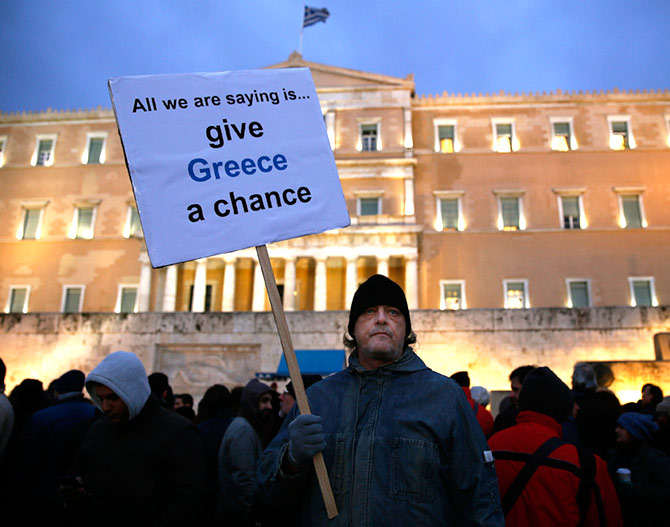 All we are saying is...
give
Greece
a chance